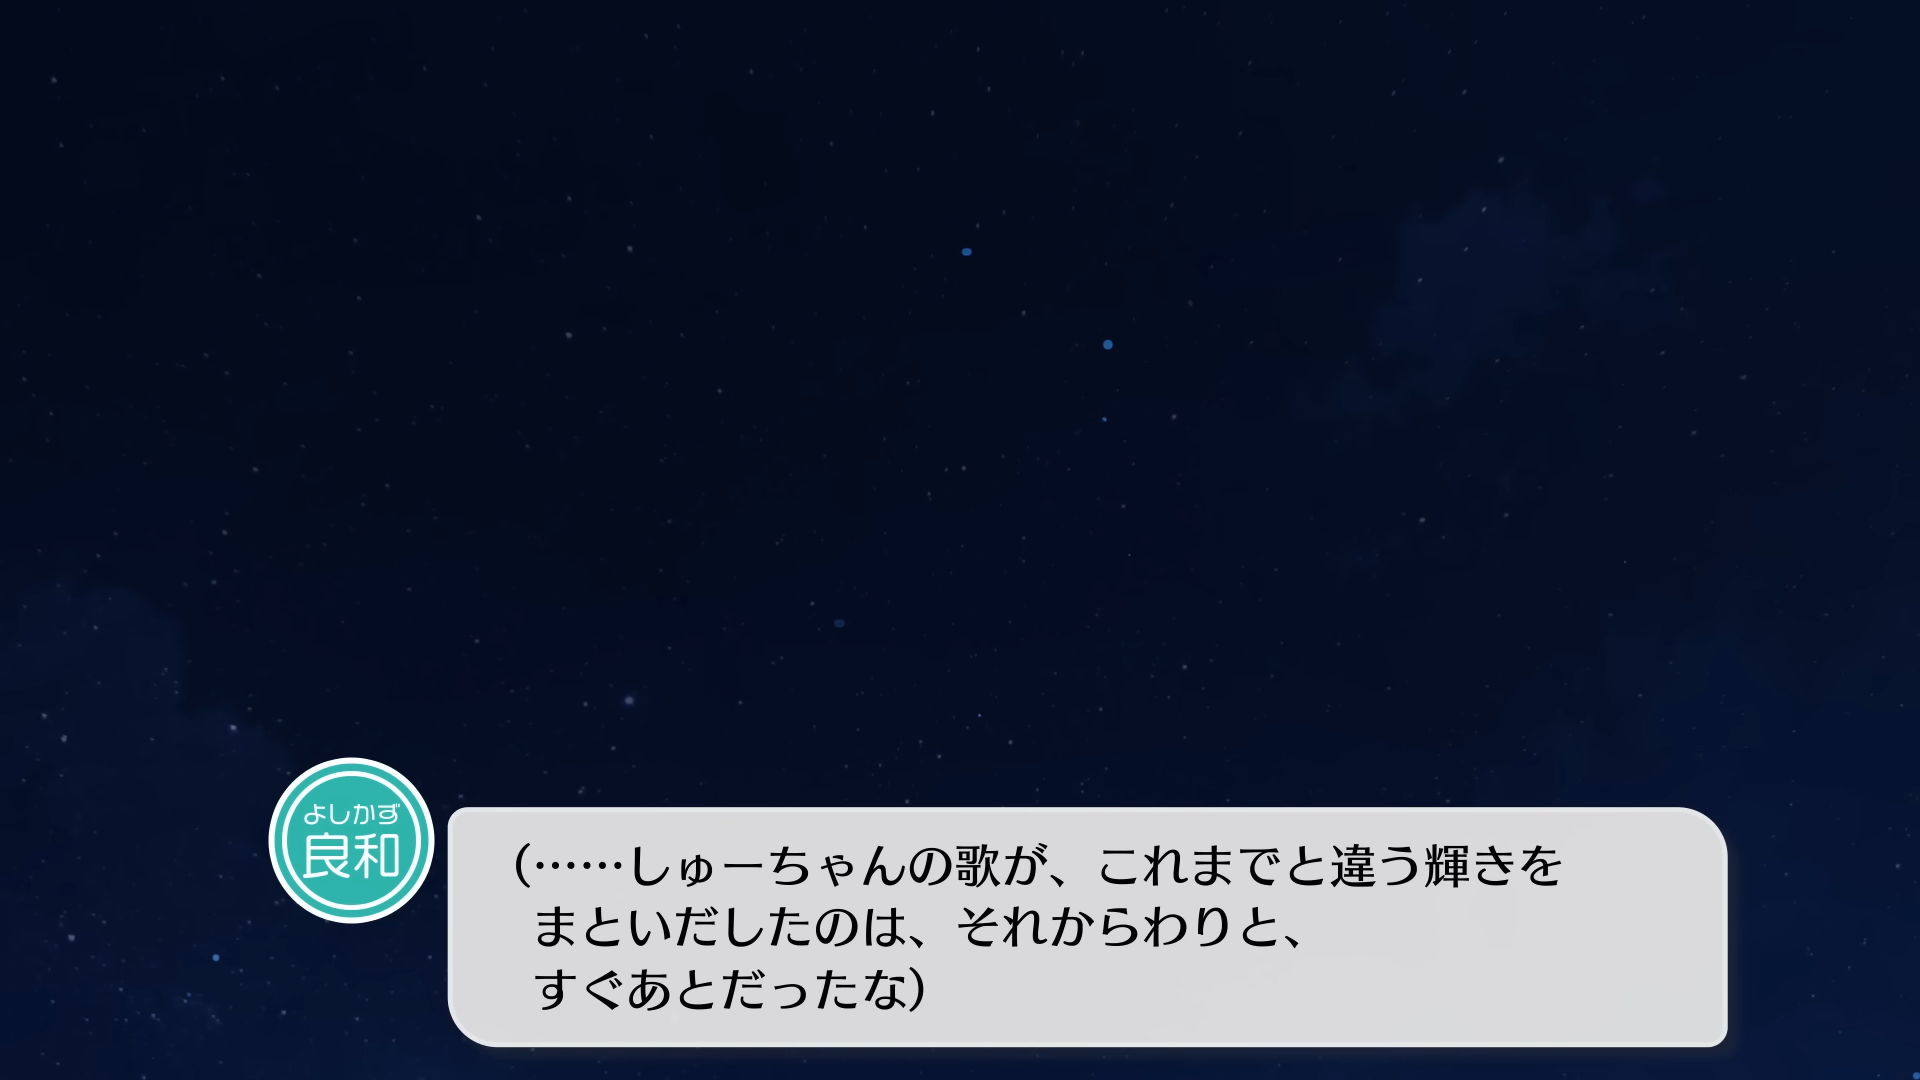 よしかず
良和
(……しゅーちゃんの歌が、これまでと違う輝きを
まといだしたのは、それからわりと、
すぐあとだったな)